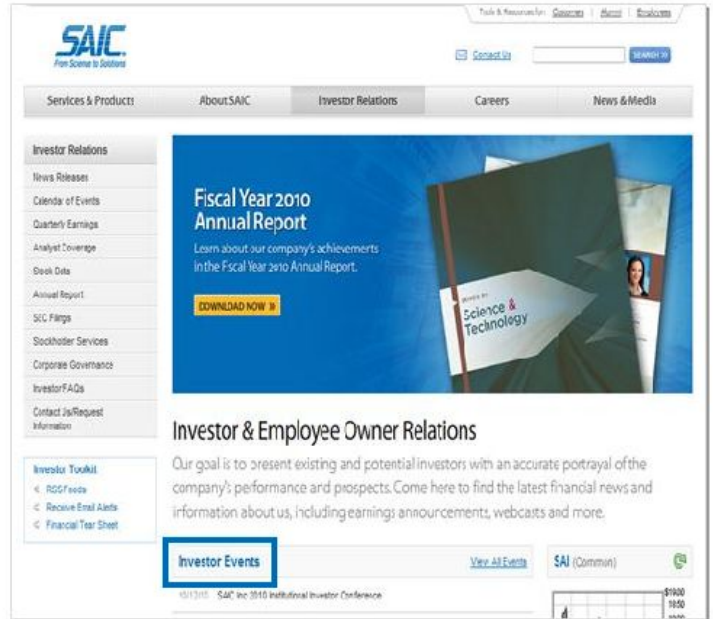 Tools & Resources for: Customers | Alumni | Employees
SAIC
From Science to Solutions
Contact Us
SEARCH »
Services & Products
About SAIC
Investor Relations
Careers
News & Media
Investor Relations
News Releases
Calendar of Events
Quarterly Earnings
Analyst Coverage
Stock Data
Annual Report
SEC Filings
Stockholder Services
Corporate Governance
Investor FAQs
Contact Us/Request
Information
Investor Toolkit
RSS Feeds
Receive Email Alerts
Financial Tear Sheet
Fiscal Year 2010
Annual Report
Learn about our company's achievements
in the Fiscal Year 2010 Annual Report.
DOWNLOAD NOW »
Science &
Technology
Investor & Employee Owner Relations
Our goal is to present existing and potential investors with an accurate portrayal of the
company's performance and prospects. Come here to find the latest financial news and
information about us, including earnings announcements, webcasts and more.
Investor Events
View All Events
SAIC Inc 2010 Institutional Investor Conference
SAI (Common)